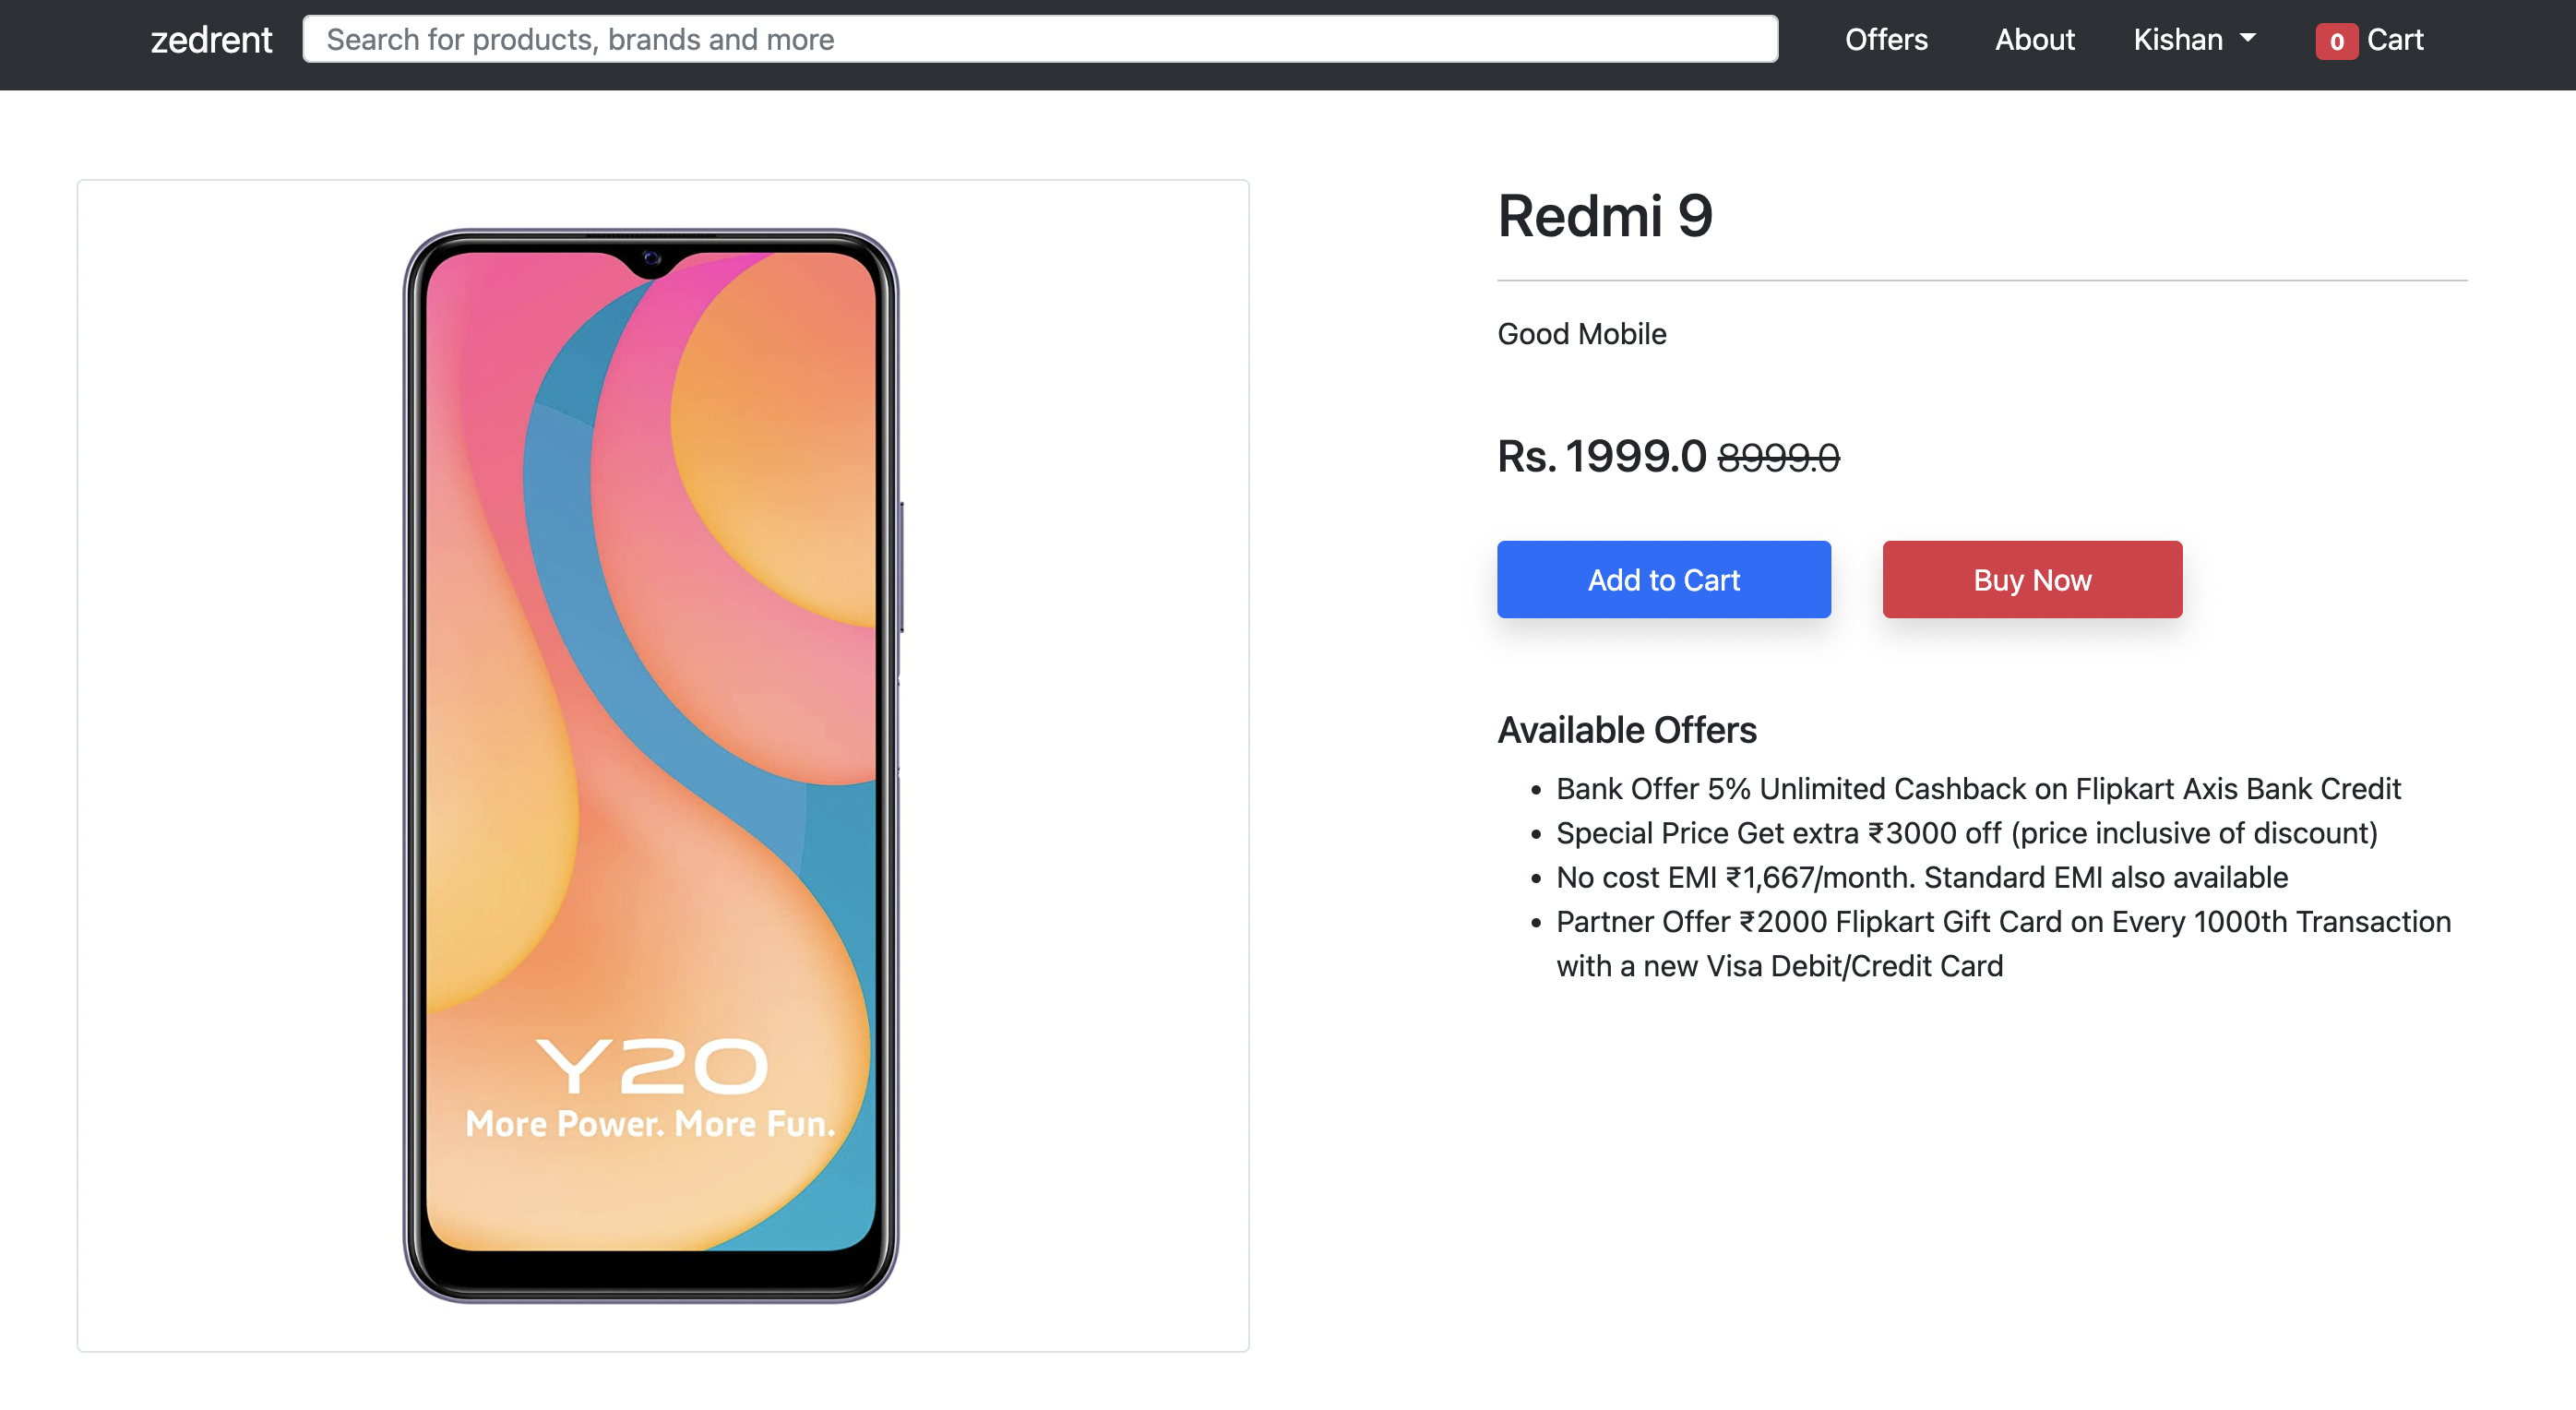 zedrent
Search for products, brands and more
Offers
About
Kishan
0 Cart
Y20
More Power. More Fun.
Redmi 9
Good Mobile
Rs. 1999.0 8999.0
Add to Cart
Buy Now
Available Offers
• Bank Offer 5% Unlimited Cashback on Flipkart Axis Bank Credit
• Special Price Get extra ₹3000 off (price inclusive of discount)
• No cost EMI ₹1,667/month. Standard EMI also available
• Partner Offer ₹2000 Flipkart Gift Card on Every 1000th Transaction
with a new Visa Debit/Credit Card